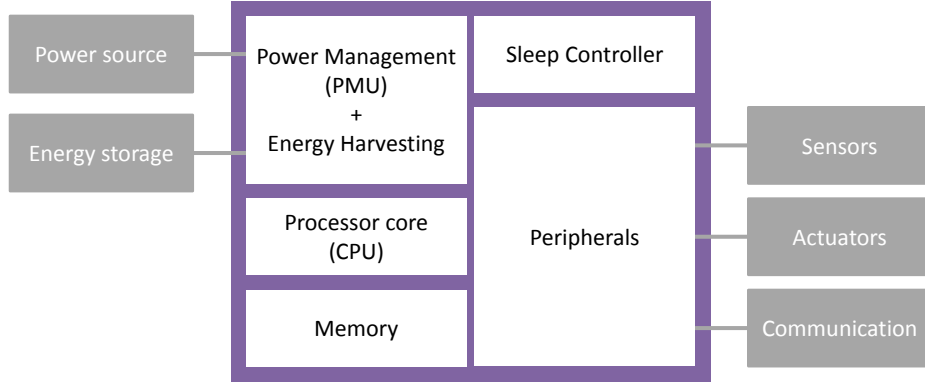 Power source
Energy storage
Power Management
(PMU)
+
Energy Harvesting
Processor core
(CPU)
Memory
Sleep Controller
Peripherals
Sensors
Actuators
Communication